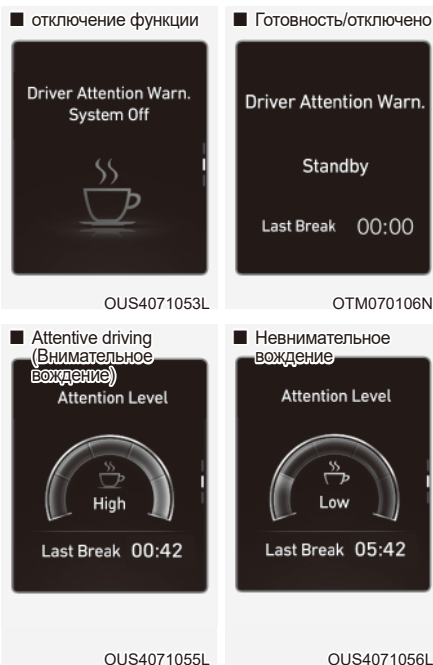 ■ отключение функции
Driver Attention Warn.
System Off
OUS4071053L
■ Готовность/отключено
Driver Attention Warn.
Standby
Last Break 00:00
OTM070106N
■ Attentive driving
(Внимательное
вождение)
Attention Level
High
Last Break 00:42
OUS4071055L
■ Невнимательное
вождение
Attention Level
Low
Last Break 05:42
OUS4071056L